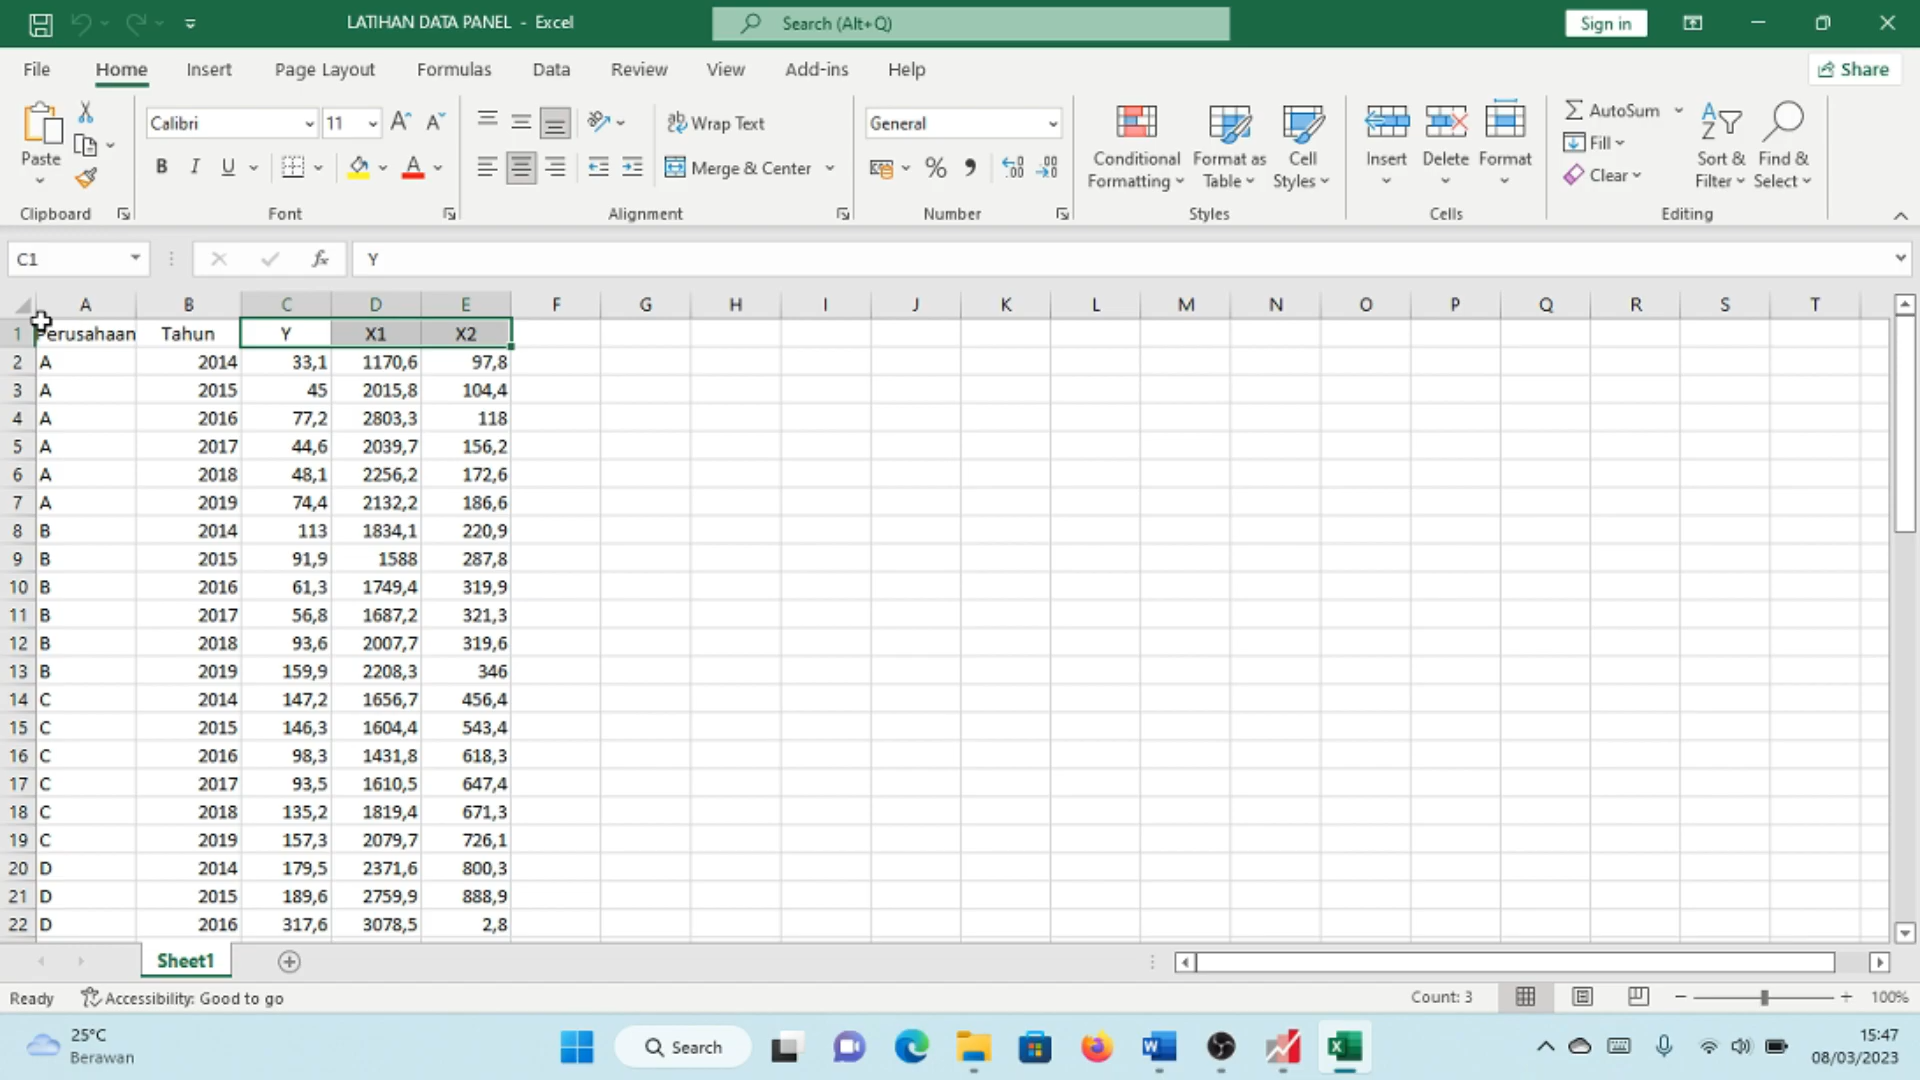 LATIHAN DATA PANEL - Excel
Search (Alt+Q)
Sign in
File Home Insert Page Layout Formulas Data Review View Add-ins Help Share
Paste
Clipboard
Calibri 11
B I U
Font
Wrap Text
Merge & Center
Alignment
General
%
Number
Conditional Formatting
Format as Table
Cell Styles
Styles
Insert
Delete
Format
Cells
AutoSum
Fill
Clear
Sort & Filter
Find & Select
Editing
C1 fx Y
A B C D E F G H I J K L M N O P Q R S T
1 Perusahaan Tahun Y X1 X2
2 A 2014 33,1 1170,6 97,8
3 A 2015 45 2015,8 104,4
4 A 2016 77,2 2803,3 118
5 A 2017 44,6 2039,7 156,2
6 A 2018 48,1 2256,2 172,6
7 A 2019 74,4 2132,2 186,6
8 B 2014 113 1834,1 220,9
9 B 2015 91,9 1588 287,8
10 B 2016 61,3 1749,4 319,9
11 B 2017 56,8 1687,2 321,3
12 B 2018 93,6 2007,7 319,6
13 B 2019 159,9 2208,3 346
14 C 2014 147,2 1656,7 456,4
15 C 2015 146,3 1604,4 543,4
16 C 2016 98,3 1431,8 618,3
17 C 2017 93,5 1610,5 647,4
18 C 2018 135,2 1819,4 671,3
19 C 2019 157,3 2079,7 726,1
20 D 2014 179,5 2371,6 800,3
21 D 2015 189,6 2759,9 888,9
22 D 2016 317,6 3078,5 2,8
Sheet1
Ready Accessibility: Good to go Count: 3 100%
25°C
Berawan
Search
15:47
08/03/2023